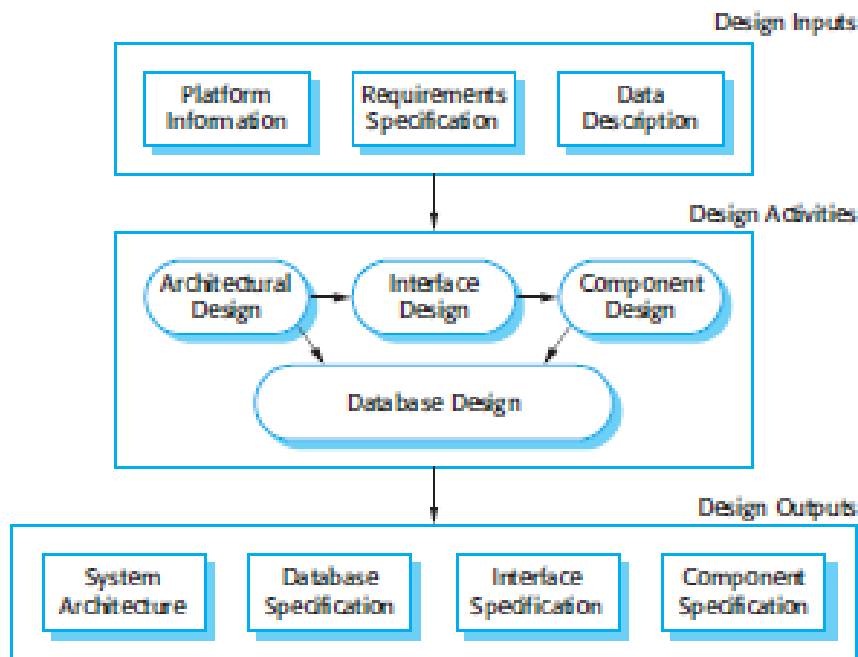 Design Inputs
Platform
Information
Requirements
Specification
Data
Description
Design Activities
Architectural
Design
Interface
Design
Component
Design
Database Design
Design Outputs
System
Architecture
Database
Specification
Interface
Specification
Component
Specification